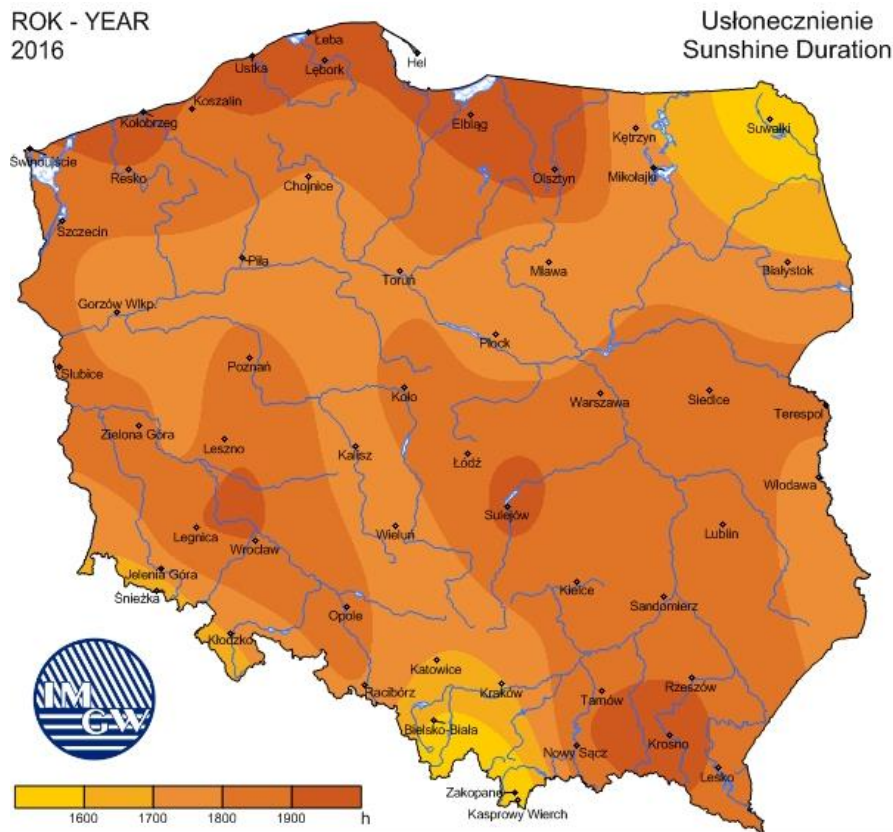 ROK - YEAR
2016
Usłonecznienie
Sunshine Duration
Łeba
Hel
Ustka
Lębork
Koszalin
Kołobrzeg
Elbląg
Kętrzyn
Suwałki
Świnoujście
Resko
Chojnice
Olsztyn
Mikołajki
Szczecin
Piła
Toruń
Mława
Białystok
Gorzów Wlkp.
Płock
Słubice
Poznań
Koło
Warszawa
Siedlce
Terespol
Zielona Góra
Leszno
Kalisz
Łódź
Włodawa
Sulejów
Legnica
Wrocław
Wieluń
Lublin
Jelenia Góra
Śnieżka
Kielce
Sandomierz
Opole
Kłodzko
Katowice
Racibórz
Kraków
Tarnów
Rzeszów
IM
GW
Bielsko-Biała
Nowy Sącz
Krosno
Lesko
Zakopane
Kasprowy Wierch
1600 1700 1800 1900 h